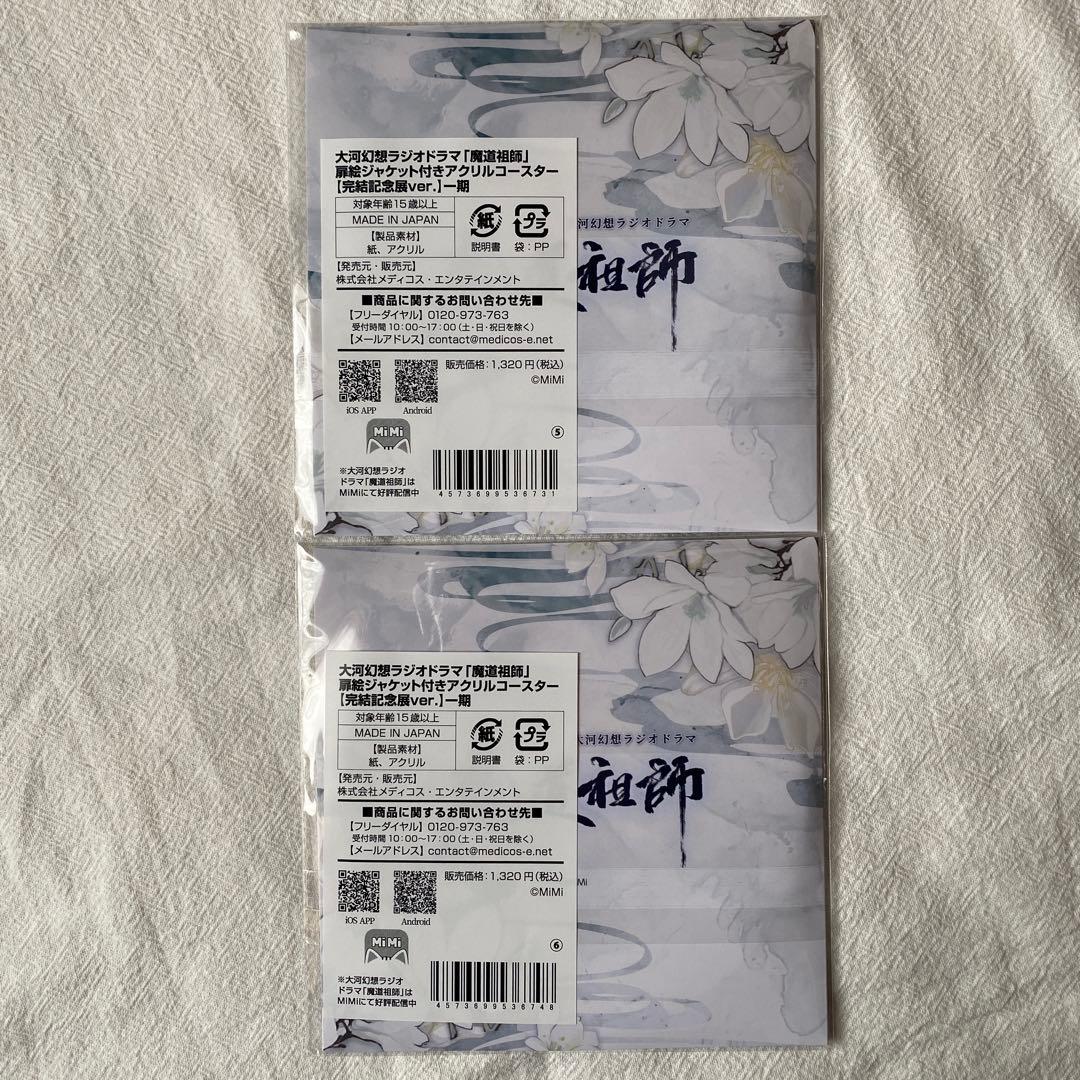 大河幻想ラジオドラマ「魔道祖師」
扉絵ジャケット付きアクリルコースター
【完結記念展ver.】一期
対象年齢15歳以上
MADE IN JAPAN
【製品素材】
紙、アクリル
紙
説明書
プラ
袋：PP
【発売元・販売元】
株式会社メディコス・エンタテインメント
■商品に関するお問い合わせ先■
【フリーダイヤル】0120-973-763
受付時間 10:00～17:00（土・日・祝日を除く）
【メールアドレス】contact@medicos-e.net
販売価格：1,320円（税込）
©MiMi
iOS APP
Android
MiMi
⑤
※大河幻想ラジオ
ドラマ「魔道祖師」は
MiMiにて好評配信中
4573699536731
河幻想ラジオドラマ
祖師
大河幻想ラジオドラマ「魔道祖師」
扉絵ジャケット付きアクリルコースター
【完結記念展ver.】一期
対象年齢15歳以上
MADE IN JAPAN
【製品素材】
紙、アクリル
紙
説明書
プラ
袋：PP
【発売元・販売元】
株式会社メディコス・エンタテインメント
■商品に関するお問い合わせ先■
【フリーダイヤル】0120-973-763
受付時間 10:00～17:00（土・日・祝日を除く）
【メールアドレス】contact@medicos-e.net
販売価格：1,320円（税込）
©MiMi
iOS APP
Android
MiMi
⑥
※大河幻想ラジオ
ドラマ「魔道祖師」は
MiMiにて好評配信中
4573699536748
大河幻想ラジオドラマ
祖師
Mi